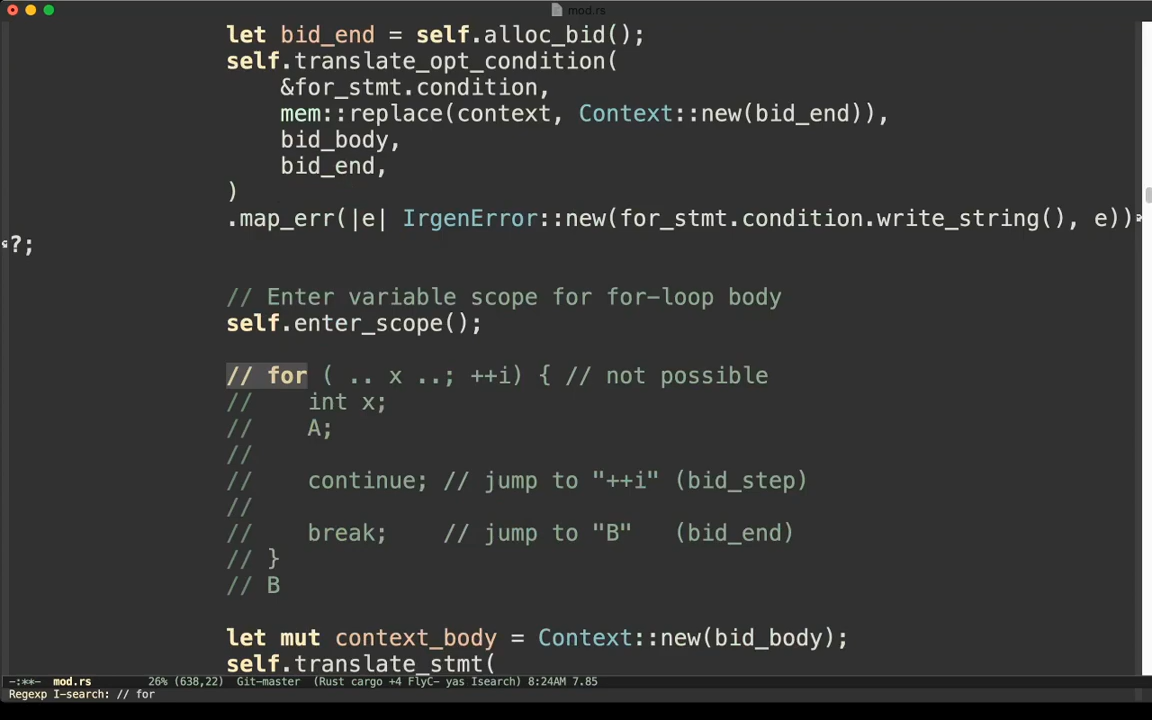 mod.rs
let bid_end = self.alloc_bid();
self.translate_opt_condition(
&for_stmt.condition,
mem::replace(context, Context::new(bid_end)),
bid_body,
bid_end,
)
.map_err(|e| IrgenError::new(for_stmt.condition.write_string(), e))
?;
// Enter variable scope for for-loop body
self.enter_scope();
// for ( .. x ..; ++i) { // not possible
//    int x;
//    A;
//
//    continue; // jump to "++i" (bid_step)
//
//    break;    // jump to "B"   (bid_end)
// }
// B
let mut context_body = Context::new(bid_body);
self.translate_stmt(
-:**-  mod.rs   26% (638,22)  Git-master  (Rust cargo +4 FlyC- yas Isearch) 8:24AM 7.85
Regexp I-search: // for